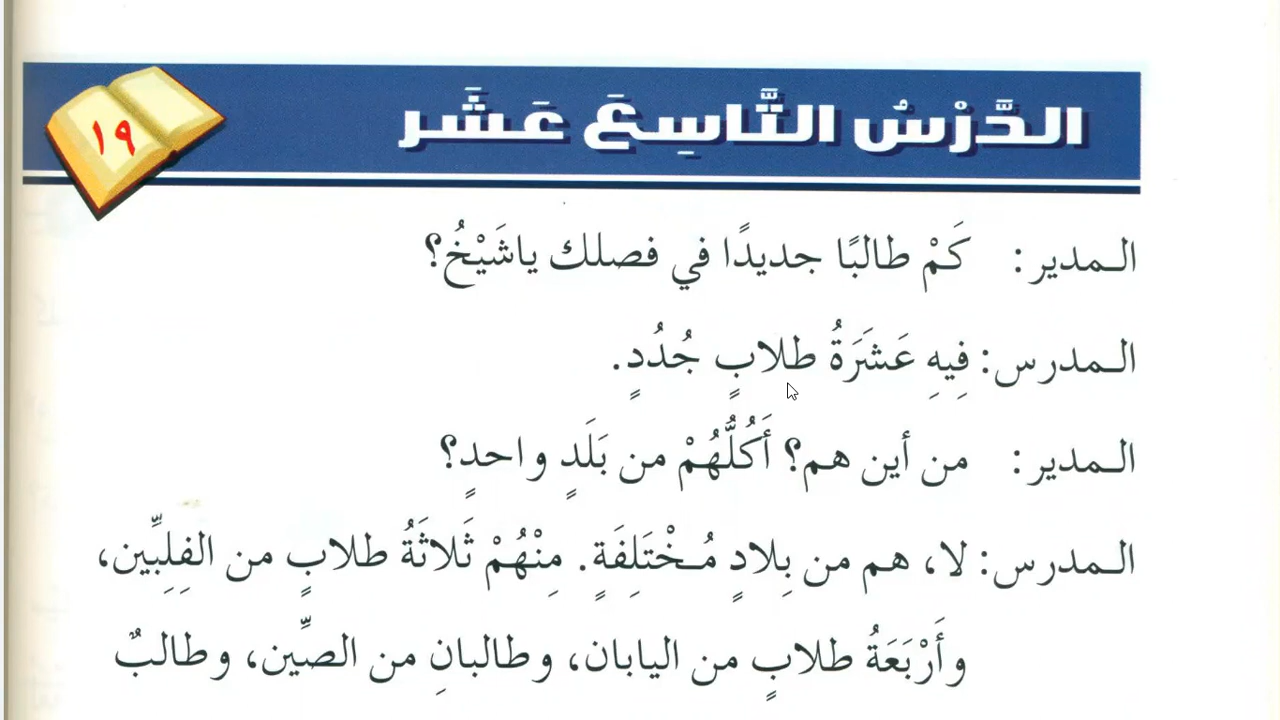 الدَّرْسُ التَّاسِعَ عَشَر
١٩
المدير: كَمْ طالبًا جديدًا في فصلك ياشَيْخُ؟
المدرس: فِيهِ عَشَرَةُ طلابٍ جُدُدٍ.
المدير: من أين هم؟ أَكُلُّهُمْ من بَلَدٍ واحدٍ؟
المدرس: لا، هم من بِلادٍ مُخْتَلِفَةٍ. مِنْهُمْ ثَلاثَةُ طلابٍ من الفِلِبِّين،
وأَرْبَعَةُ طلابٍ من اليابان، وطالبانِ من الصِّين، وطالبٌ